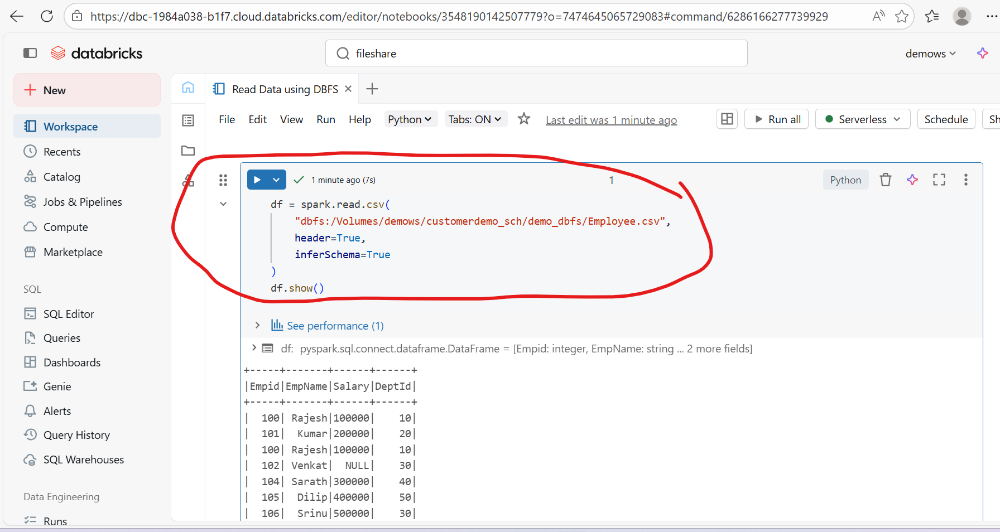 https://dbc-1984a038-b1f7.cloud.databricks.com/editor/notebooks/3548190142507779?o=7474645065729083#command/6286166277739929
databricks
fileshare
demows
New
Read Data using DBFS
File Edit View Run Help Python Tabs: ON Last edit was 1 minute ago Run all Serverless Schedule Sh
Workspace
Recents
Catalog
Jobs & Pipelines
Compute
Marketplace
SQL
SQL Editor
Queries
Dashboards
Genie
Alerts
Query History
SQL Warehouses
Data Engineering
Runs
1 minute ago (7s)
1
Python
df = spark.read.csv(
"dbfs:/Volumes/demows/customerdemo_sch/demo_dbfs/Employee.csv",
header=True,
inferSchema=True
)
df.show()
See performance (1)
df: pyspark.sql.connect.dataframe.DataFrame = [Empid: integer, EmpName: string ... 2 more fields]
+-----+-------+------+------+
|Empid|EmpName|Salary|DeptId|
+-----+-------+------+------+
|  100| Rajesh|100000|    10|
|  101|  Kumar|200000|    20|
|  100| Rajesh|100000|    10|
|  102| Venkat|  NULL|    30|
|  104| Sarath|300000|    40|
|  105|  Dilip|400000|    50|
|  106|  Srinu|500000|    30|